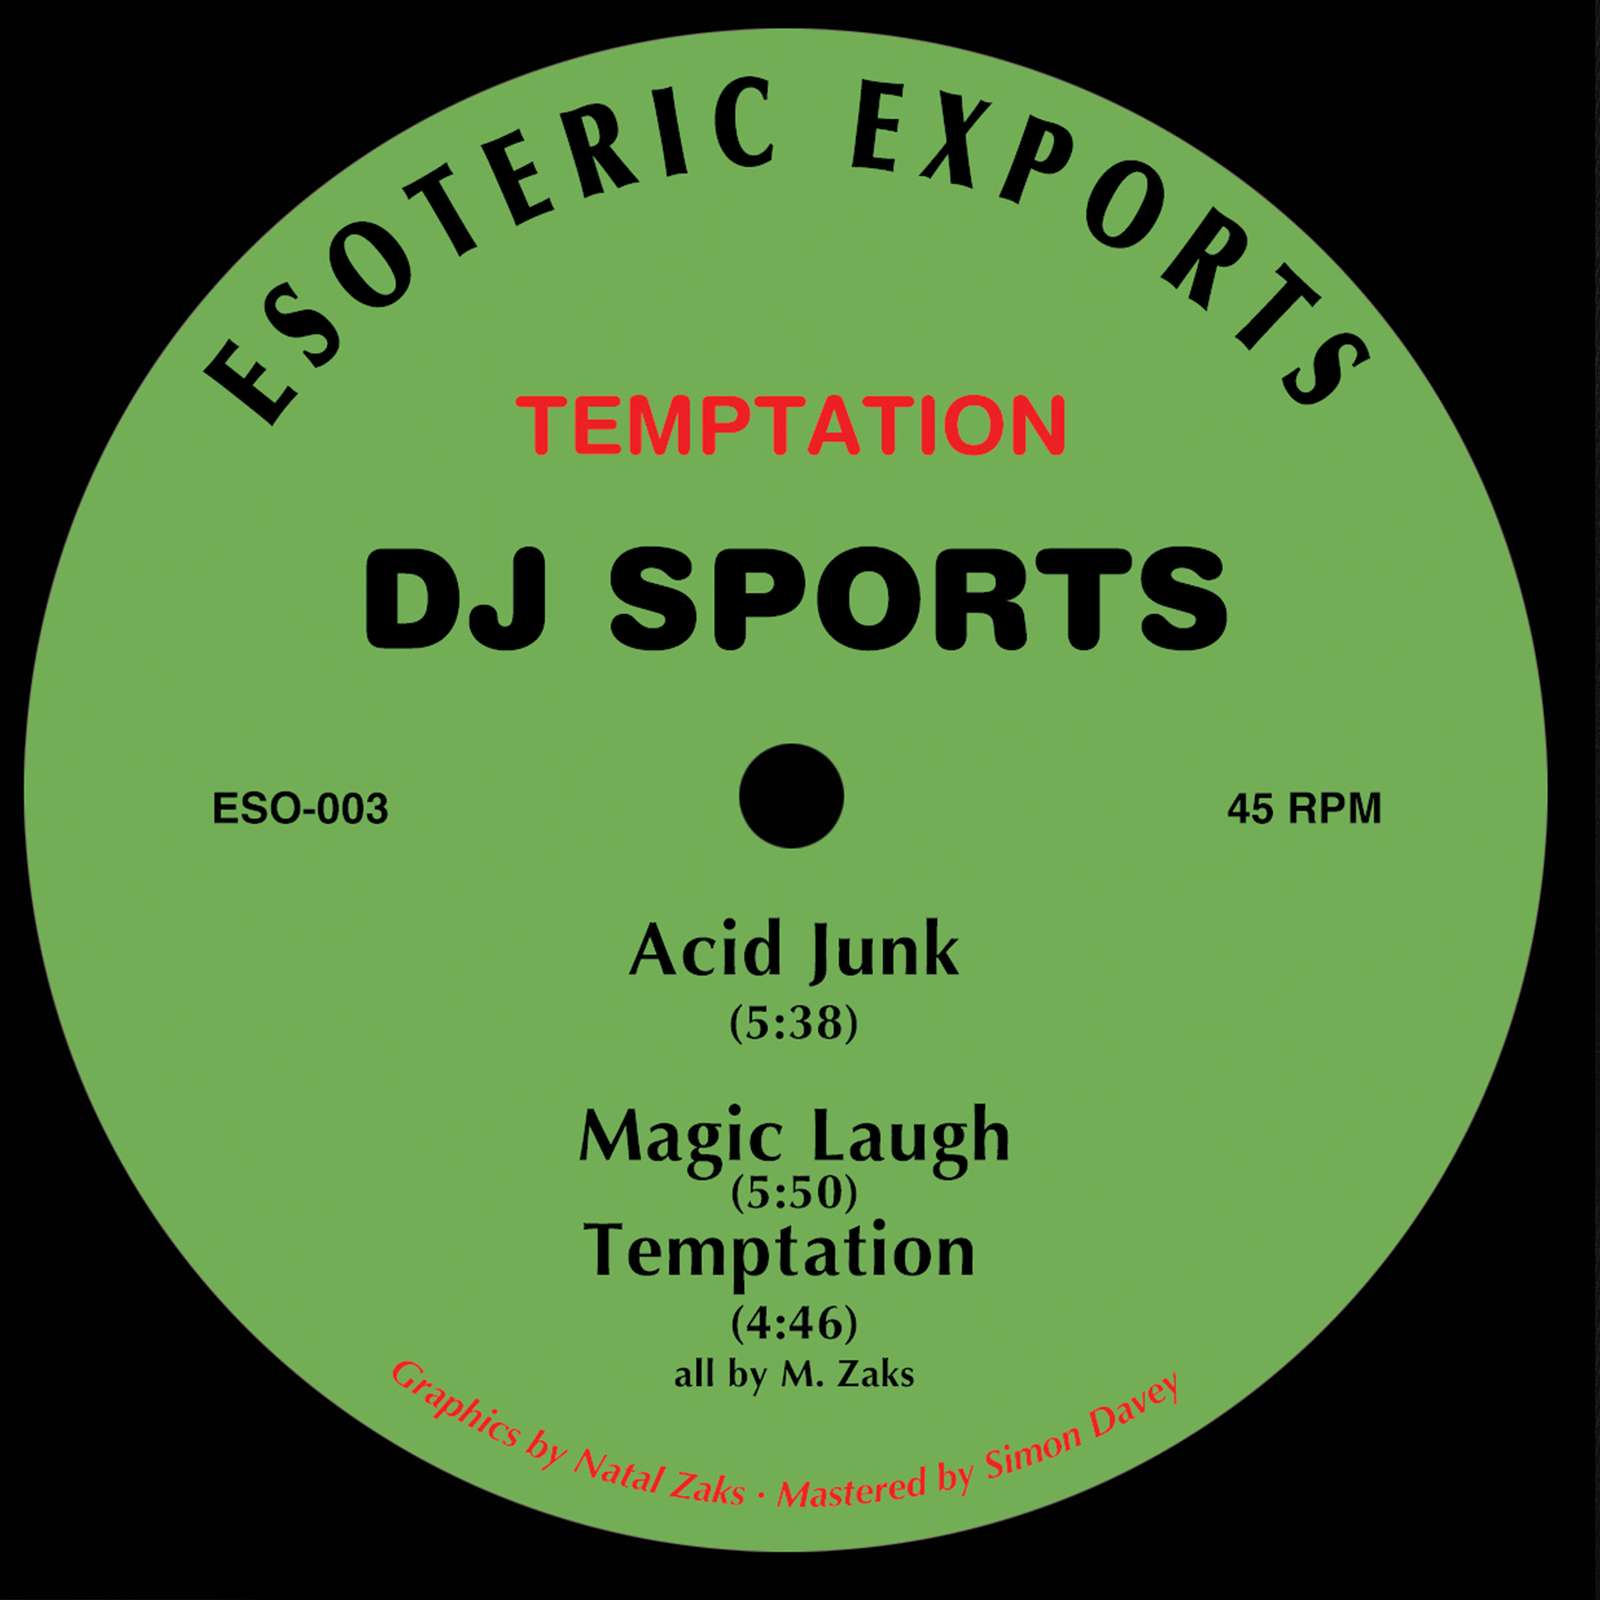 ESOTERIC EXPORTS
TEMPTATION
DJ SPORTS
ESO-003
45 RPM
Acid Junk
(5:38)
Magic Laugh
(5:50)
Temptation
(4:46)
all by M. Zaks
Graphics by Natal Zaks · Mastered by Simon Davey